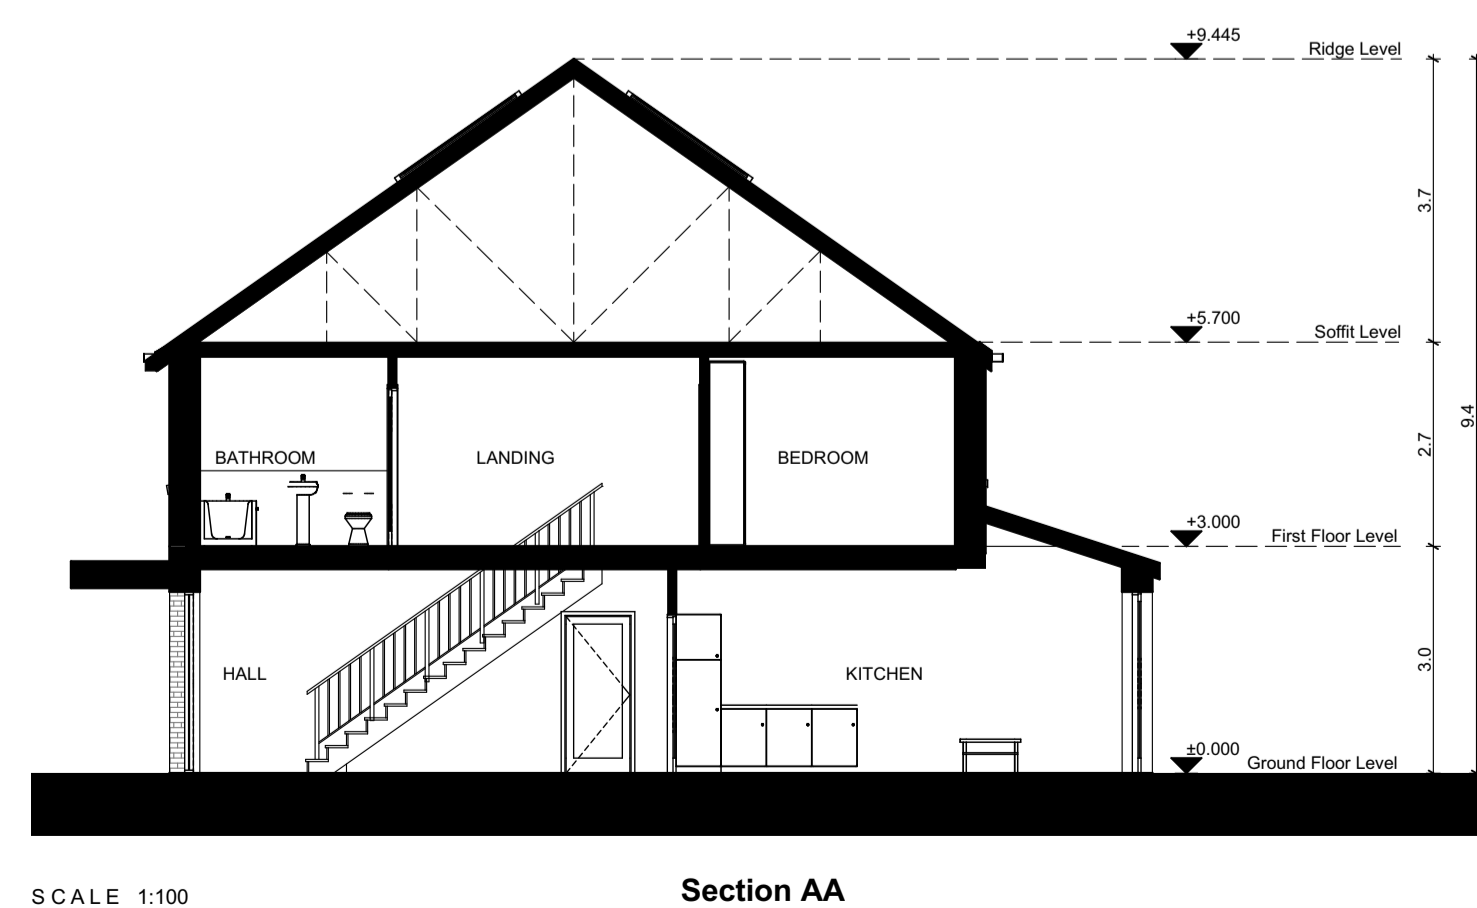 +9.445
Ridge Level
3.7
+5.700
Soffit Level
9.4
2.7
BATHROOM
LANDING
BEDROOM
+3.000
First Floor Level
3.0
HALL
KITCHEN
±0.000
Ground Floor Level
SCALE 1:100
Section AA